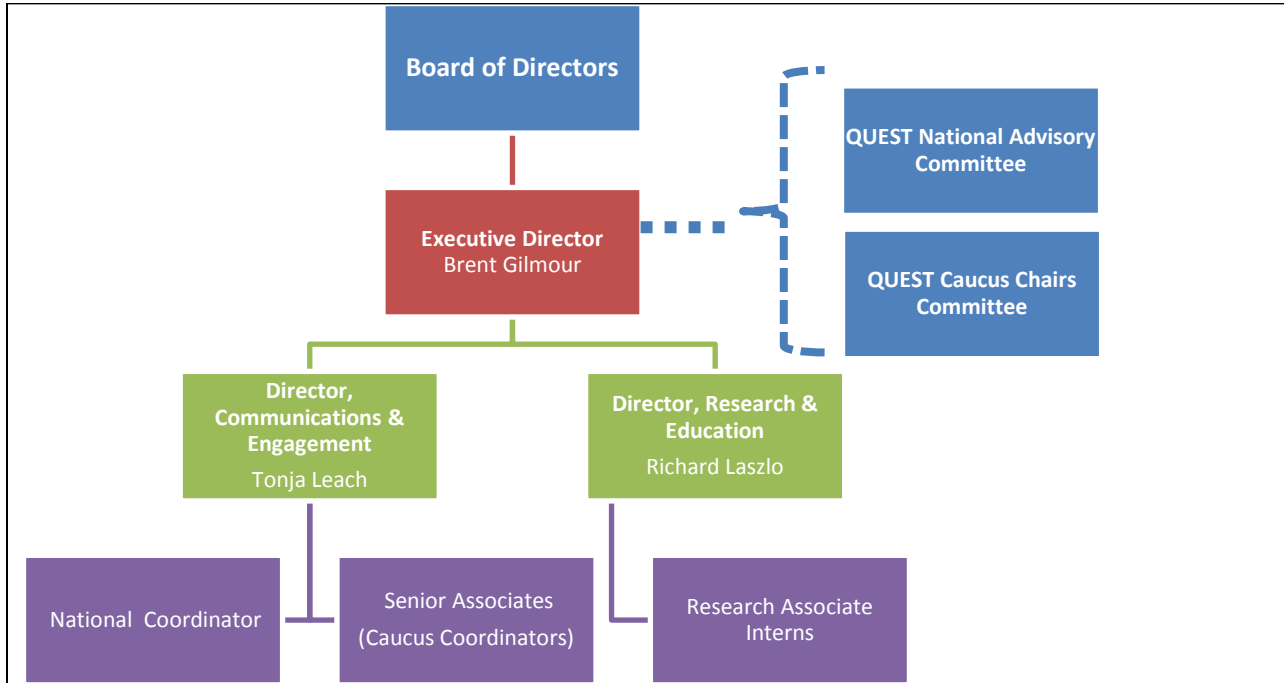 Board of Directors
QUEST National Advisory
Committee
Executive Director
Brent Gilmour
QUEST Caucus Chairs
Committee
Director,
Communications &
Engagement
Tonja Leach
Director, Research &
Education
Richard Laszlo
National Coordinator
Senior Associates
(Caucus Coordinators)
Research Associate
Interns